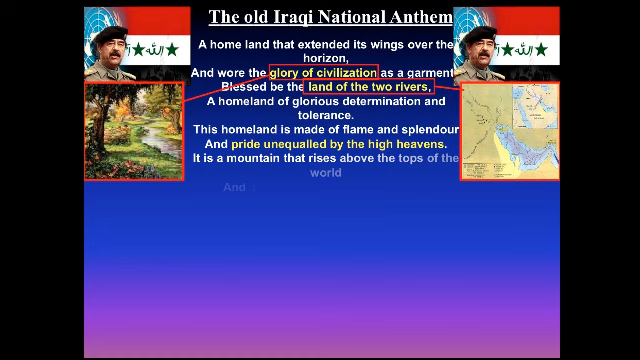 The old Iraqi National Anthem
A home land that extended its wings over the
horizon,
And wore the glory of civilization as a garment
Blessed be the land of the two rivers,
A homeland of glorious determination and
tolerance.
This homeland is made of flame and splendour
And pride unequalled by the high heavens.
It is a mountain that rises above the tops of the
world
And
الله
الله